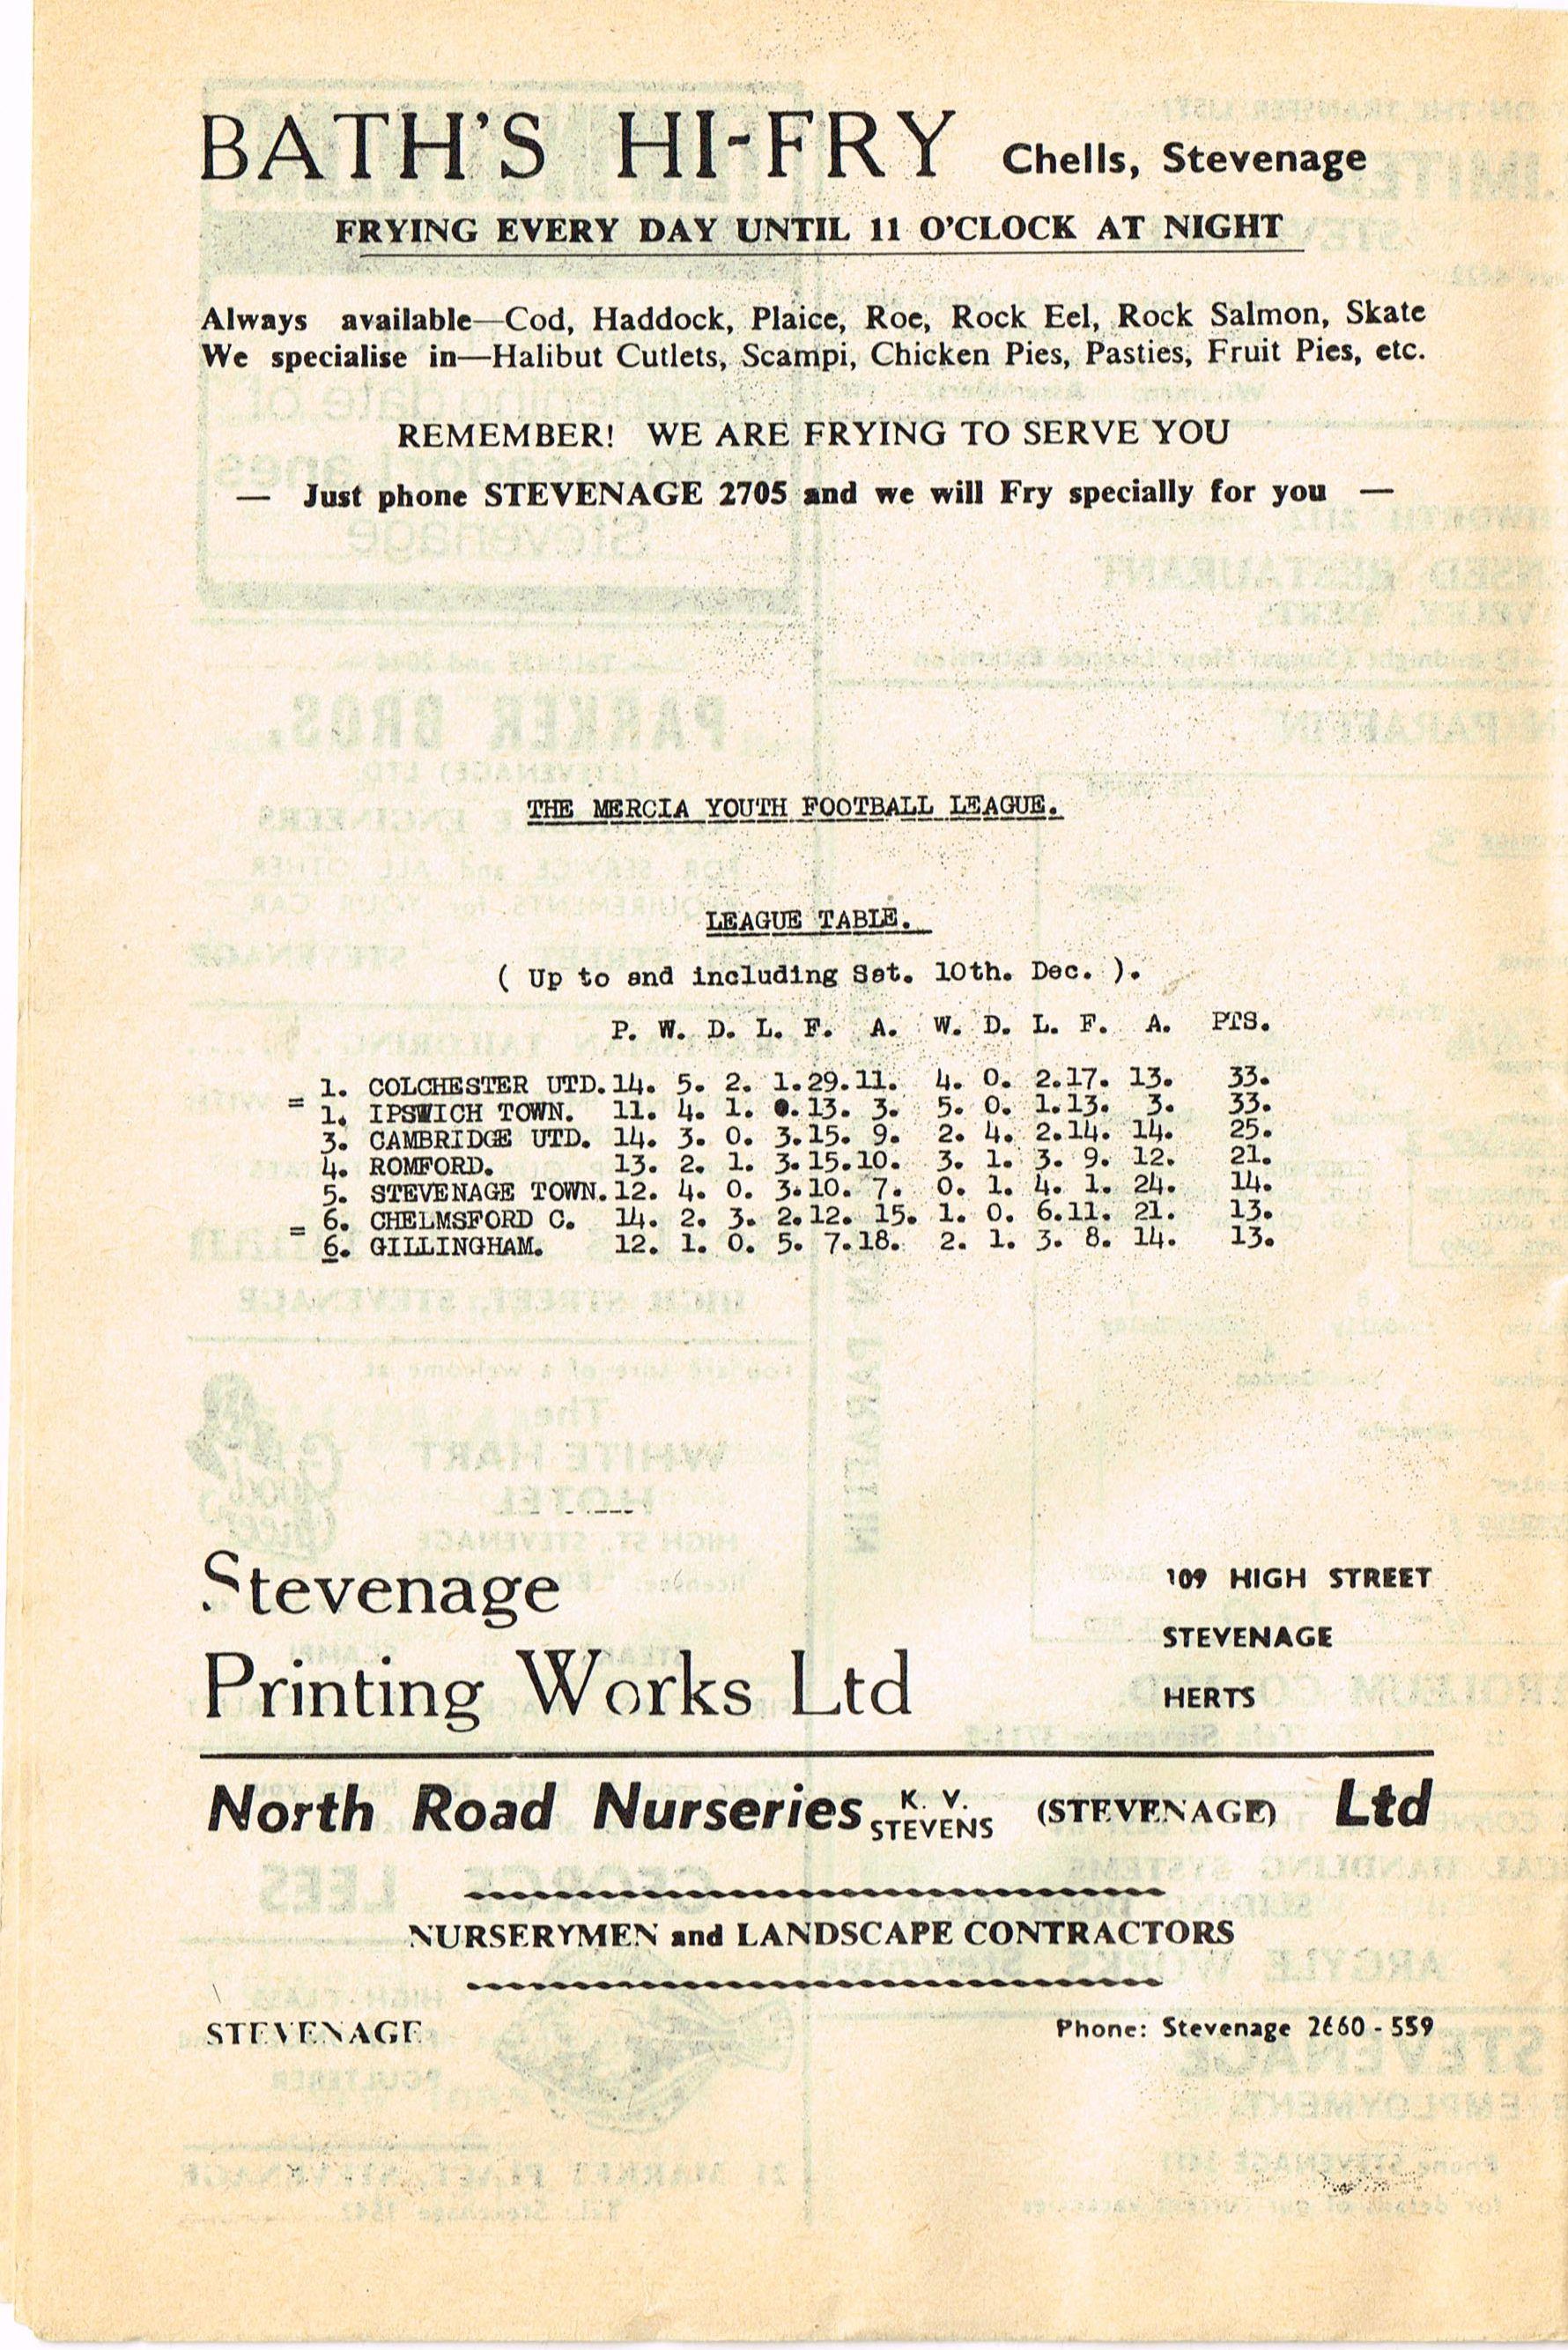 BATH'S HI-FRY Chells, Stevenage
FRYING EVERY DAY UNTIL 11 O'CLOCK AT NIGHT
Always available—Cod, Haddock, Plaice, Roe, Rock Eel, Rock Salmon, Skate
We specialise in—Halibut Cutlets, Scampi, Chicken Pies, Pasties, Fruit Pies, etc.
REMEMBER! WE ARE FRYING TO SERVE YOU
— Just phone STEVENAGE 2705 and we will Fry specially for you —
THE MERCIA YOUTH FOOTBALL LEAGUE.
LEAGUE TABLE.
( Up to and including Sat. 10th. Dec. ).
P. W. D. L. F. A. W. D. L. F. A. PTS.
1. COLCHESTER UTD. 14. 5. 2. 1. 29. 11. 4. 0. 2. 17. 13. 33.
= 1. IPSWICH TOWN. 11. 4. 1. 0. 13. 3. 5. 0. 1. 13. 3. 33.
3. CAMBRIDGE UTD. 14. 3. 0. 3. 15. 9. 2. 4. 2. 14. 14. 25.
4. ROMFORD. 13. 2. 1. 3. 15. 10. 3. 1. 3. 9. 12. 21.
5. STEVENAGE TOWN. 12. 4. 0. 3. 10. 7. 0. 1. 4. 1. 24. 14.
= 6. CHELMSFORD C. 14. 2. 3. 2. 12. 15. 1. 0. 6. 11. 21. 13.
6. GILLINGHAM. 12. 1. 0. 5. 7. 18. 2. 1. 3. 8. 14. 13.
Stevenage
Printing Works Ltd
109 HIGH STREET
STEVENAGE
HERTS
North Road Nurseries K. V. STEVENS (STEVENAGE) Ltd
NURSERYMEN and LANDSCAPE CONTRACTORS
STEVENAGE Phone: Stevenage 2660 - 559